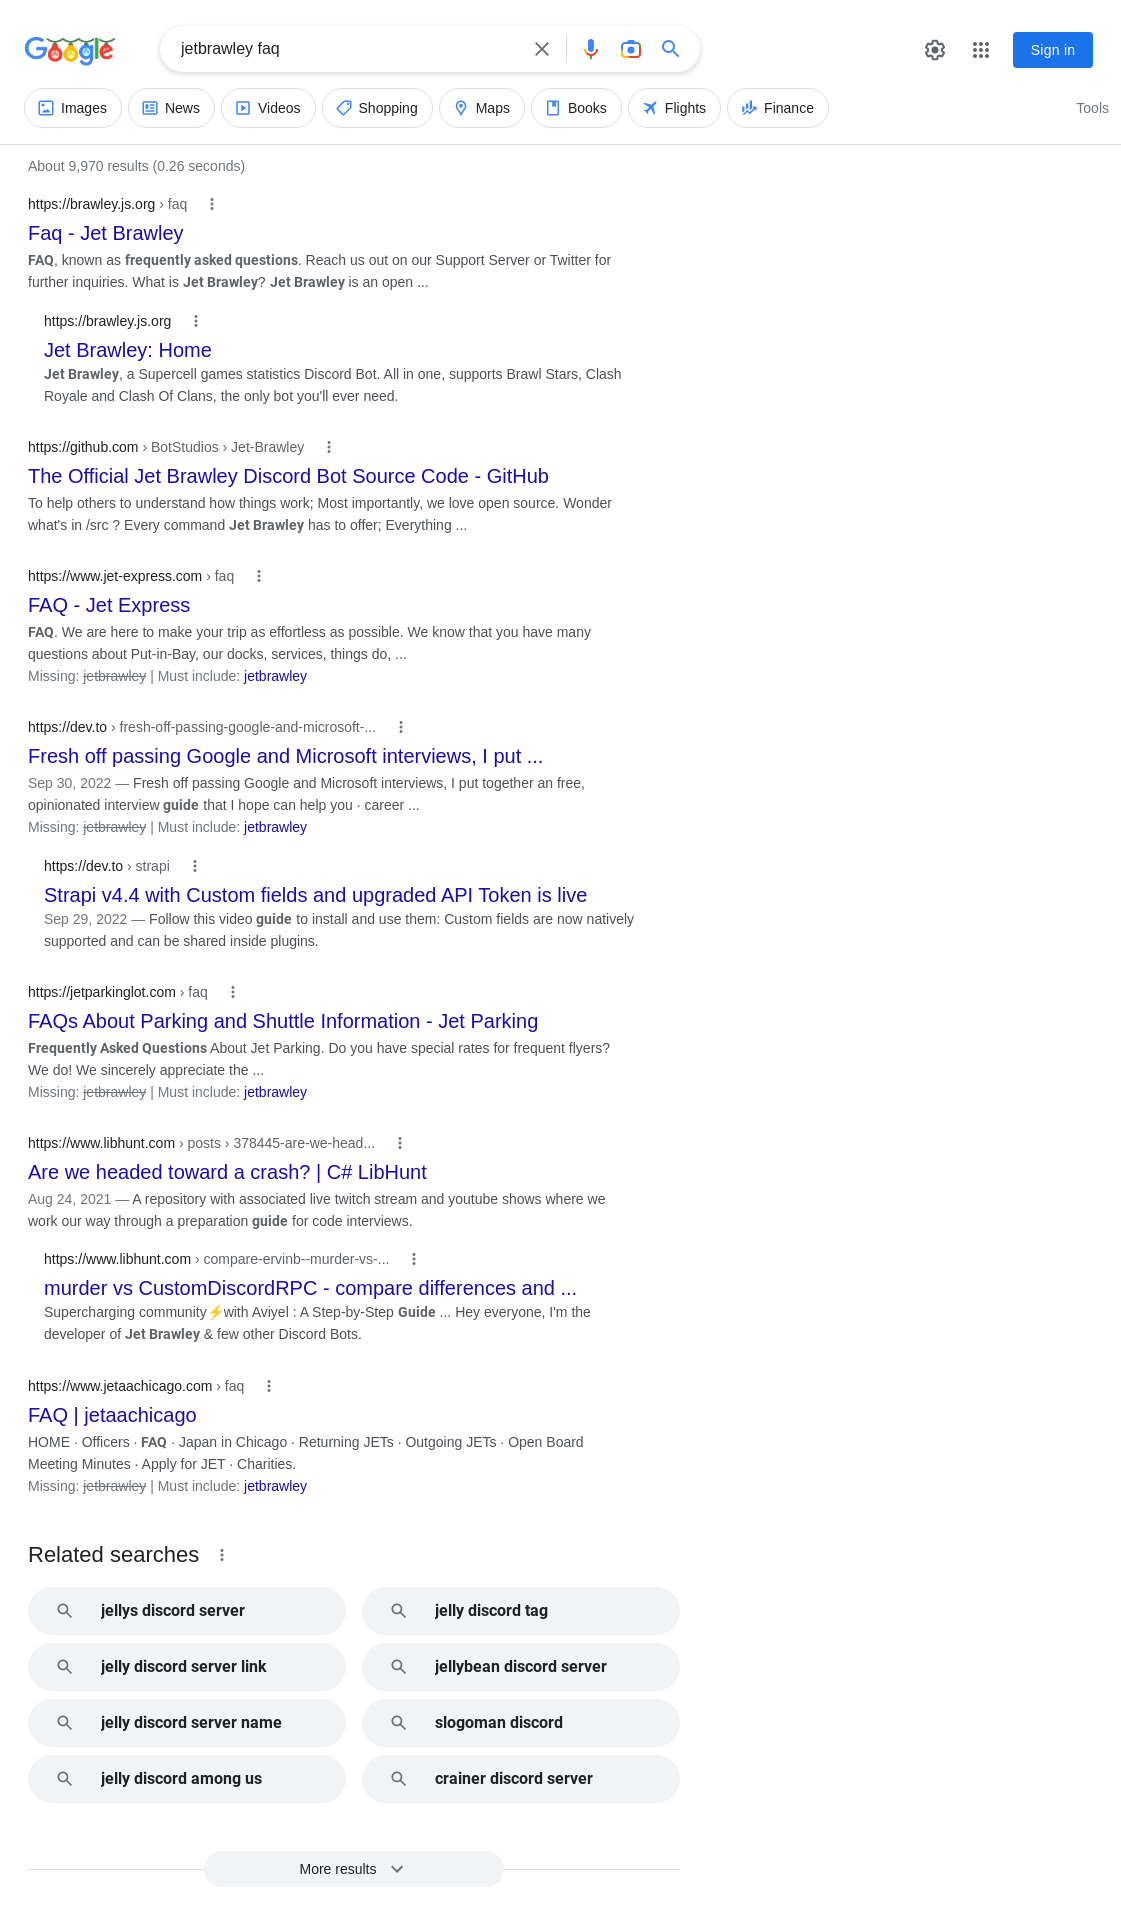 Google
jetbrawley faq
Sign in
Images
News
Videos
Shopping
Maps
Books
Flights
Finance
Tools
About 9,970 results (0.26 seconds)
https://brawley.js.org › faq
Faq - Jet Brawley
FAQ, known as frequently asked questions. Reach us out on our Support Server or Twitter for
further inquiries. What is Jet Brawley? Jet Brawley is an open ...
https://brawley.js.org
Jet Brawley: Home
Jet Brawley, a Supercell games statistics Discord Bot. All in one, supports Brawl Stars, Clash
Royale and Clash Of Clans, the only bot you'll ever need.
https://github.com › BotStudios › Jet-Brawley
The Official Jet Brawley Discord Bot Source Code - GitHub
To help others to understand how things work; Most importantly, we love open source. Wonder
what's in /src ? Every command Jet Brawley has to offer; Everything ...
https://www.jet-express.com › faq
FAQ - Jet Express
FAQ. We are here to make your trip as effortless as possible. We know that you have many
questions about Put-in-Bay, our docks, services, things do, ...
Missing: jetbrawley | Must include: jetbrawley
https://dev.to › fresh-off-passing-google-and-microsoft-...
Fresh off passing Google and Microsoft interviews, I put ...
Sep 30, 2022 — Fresh off passing Google and Microsoft interviews, I put together an free,
opinionated interview guide that I hope can help you · career ...
Missing: jetbrawley | Must include: jetbrawley
https://dev.to › strapi
Strapi v4.4 with Custom fields and upgraded API Token is live
Sep 29, 2022 — Follow this video guide to install and use them: Custom fields are now natively
supported and can be shared inside plugins.
https://jetparkinglot.com › faq
FAQs About Parking and Shuttle Information - Jet Parking
Frequently Asked Questions About Jet Parking. Do you have special rates for frequent flyers?
We do! We sincerely appreciate the ...
Missing: jetbrawley | Must include: jetbrawley
https://www.libhunt.com › posts › 378445-are-we-head...
Are we headed toward a crash? | C# LibHunt
Aug 24, 2021 — A repository with associated live twitch stream and youtube shows where we
work our way through a preparation guide for code interviews.
https://www.libhunt.com › compare-ervinb--murder-vs-...
murder vs CustomDiscordRPC - compare differences and ...
Supercharging community⚡with Aviyel : A Step-by-Step Guide ... Hey everyone, I'm the
developer of Jet Brawley & few other Discord Bots.
https://www.jetaachicago.com › faq
FAQ | jetaachicago
HOME · Officers · FAQ · Japan in Chicago · Returning JETs · Outgoing JETs · Open Board
Meeting Minutes · Apply for JET · Charities.
Missing: jetbrawley | Must include: jetbrawley
Related searches
jellys discord server
jelly discord tag
jelly discord server link
jellybean discord server
jelly discord server name
slogoman discord
jelly discord among us
crainer discord server
More results